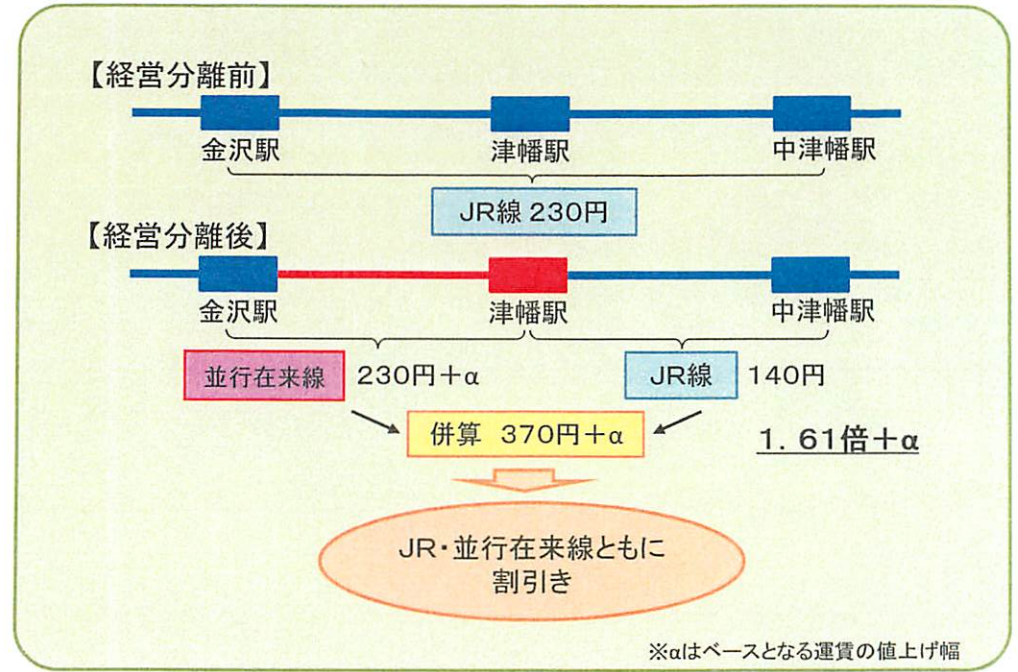 【経営分離前】
金沢駅 津幡駅 中津幡駅
JR線 230円
【経営分離後】
金沢駅 津幡駅 中津幡駅
並行在来線 230円+α JR線 140円
併算 370円+α 1.61倍+α
JR・並行在来線ともに
割引き
※αはベースとなる運賃の値上げ幅